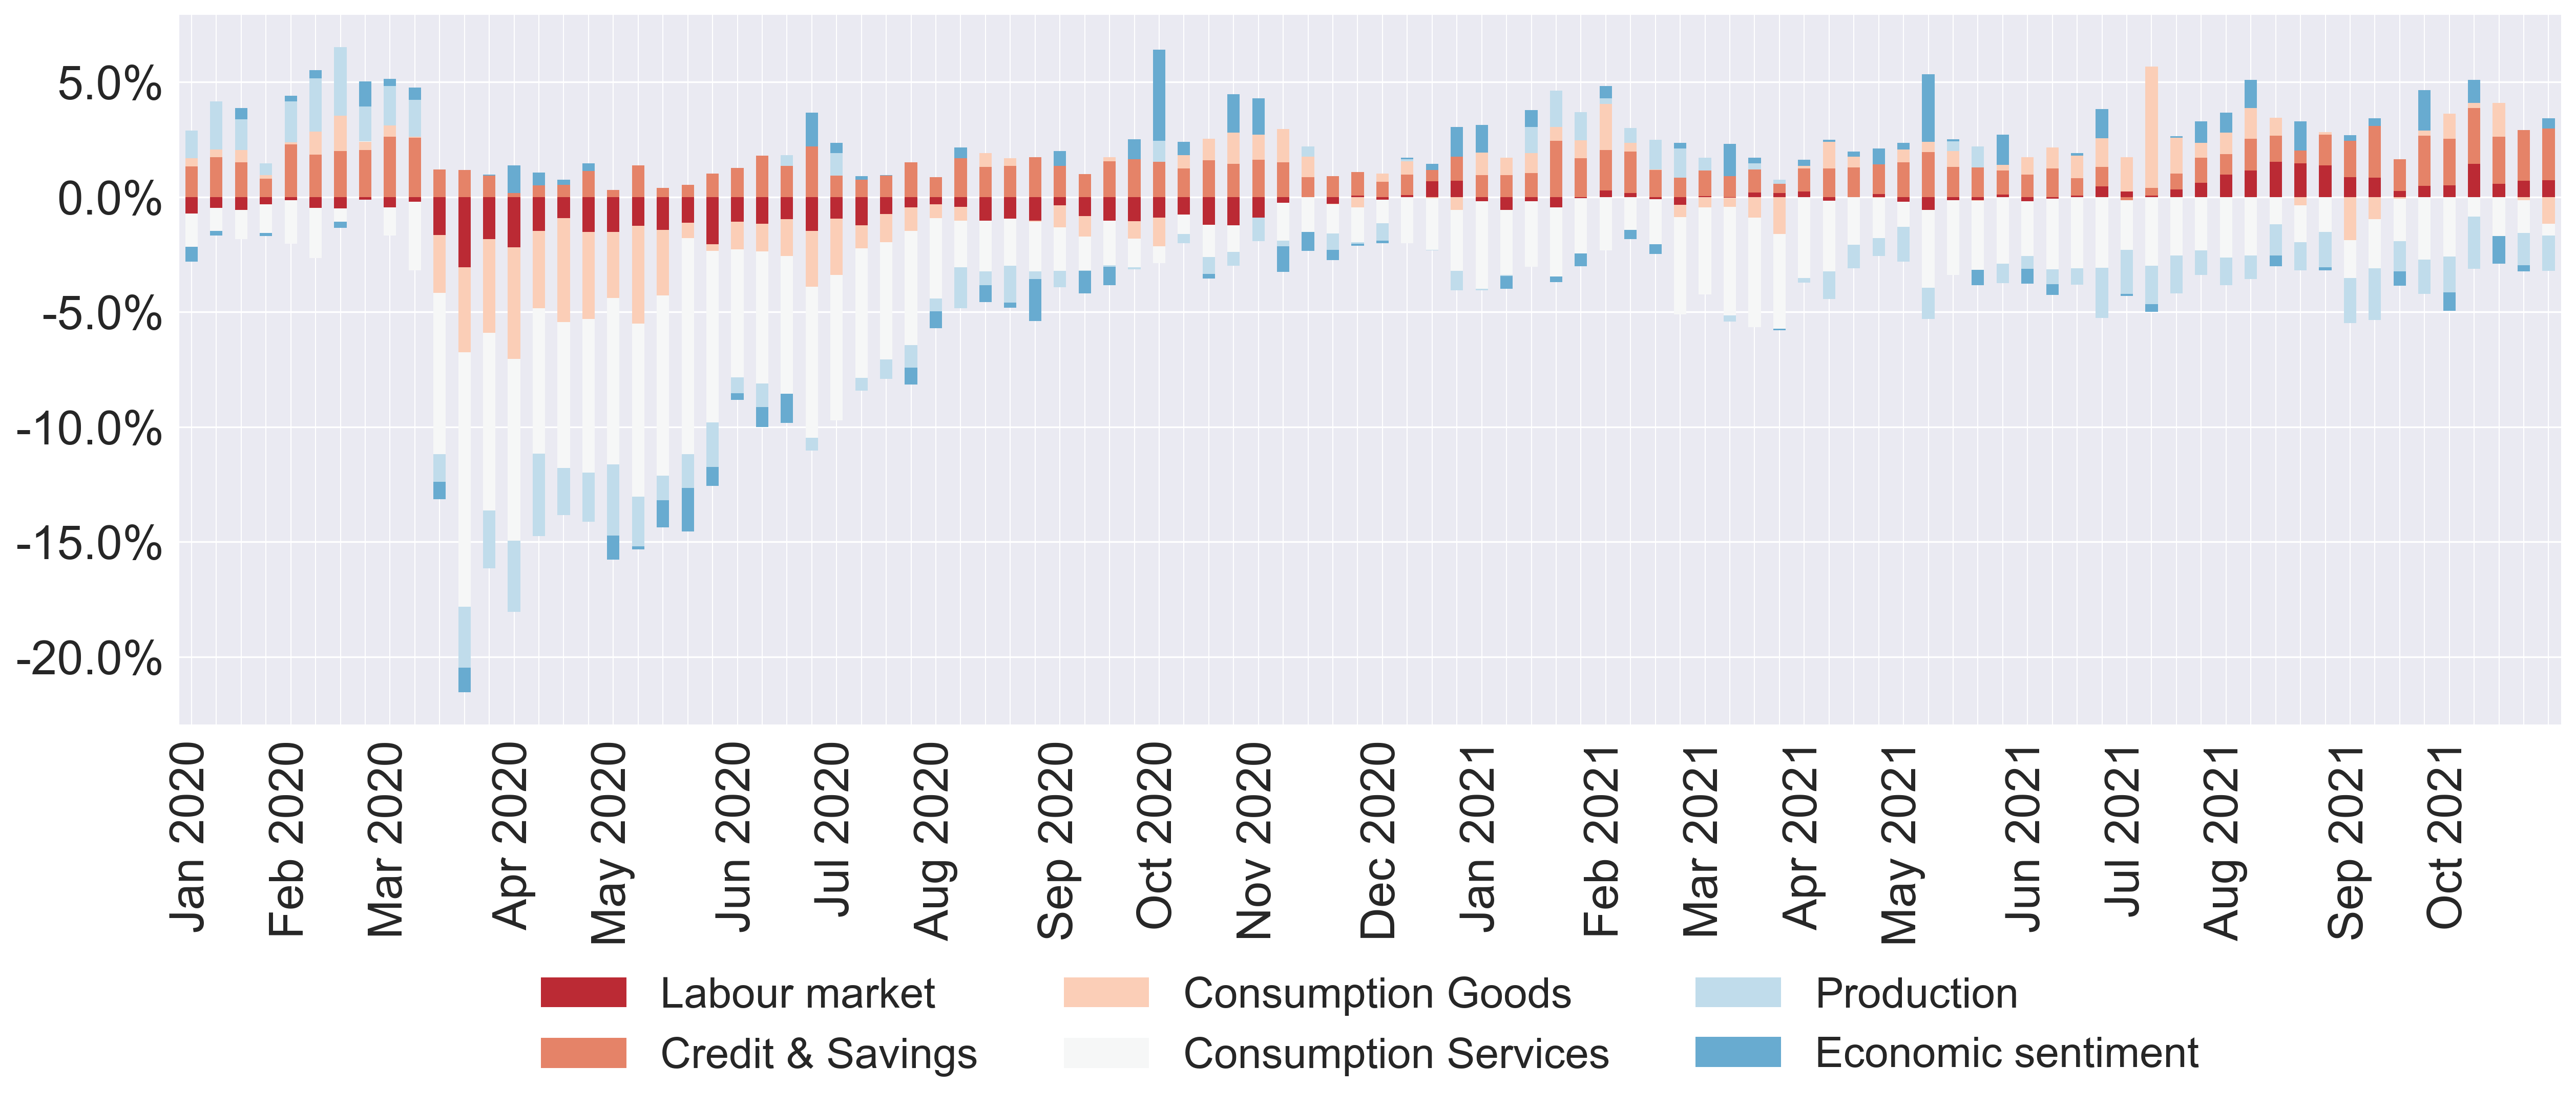 5.0%
0.0%
-5.0%
-10.0%
-15.0%
-20.0%
Jan 2020
Feb 2020
Mar 2020
Apr 2020
May 2020
Jun 2020
Jul 2020
Aug 2020
Sep 2020
Oct 2020
Nov 2020
Dec 2020
Jan 2021
Feb 2021
Mar 2021
Apr 2021
May 2021
Jun 2021
Jul 2021
Aug 2021
Sep 2021
Oct 2021
Labour market
Consumption Goods
Production
Credit & Savings
Consumption Services
Economic sentiment